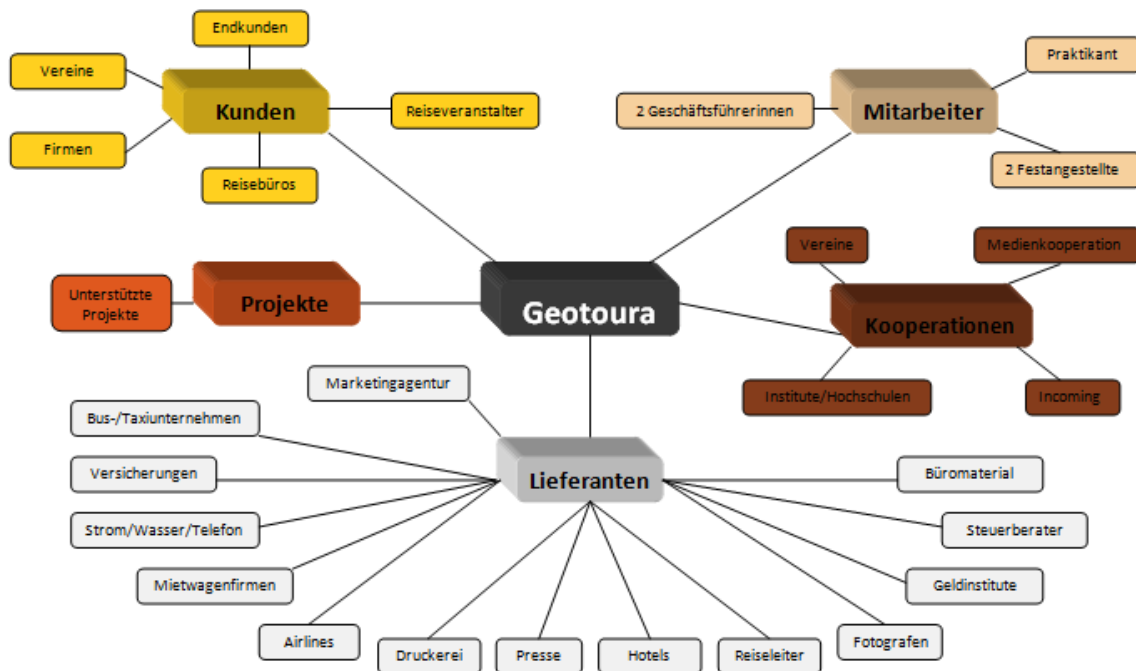 Endkunden
Vereine
Kunden
Reiseveranstalter
Firmen
Reisebüros
Praktikant
2 Geschäftsführerinnen
Mitarbeiter
2 Festangestellte
Vereine
Medienkooperation
Kooperationen
Institute/Hochschulen
Incoming
Unterstützte
Projekte
Projekte
Geotoura
Marketingagentur
Bus-/Taxiunternehmen
Versicherungen
Strom/Wasser/Telefon
Mietwagenfirmen
Airlines
Lieferanten
Druckerei
Presse
Hotels
Reiseleiter
Fotografen
Geldinstitute
Steuerberater
Büromaterial